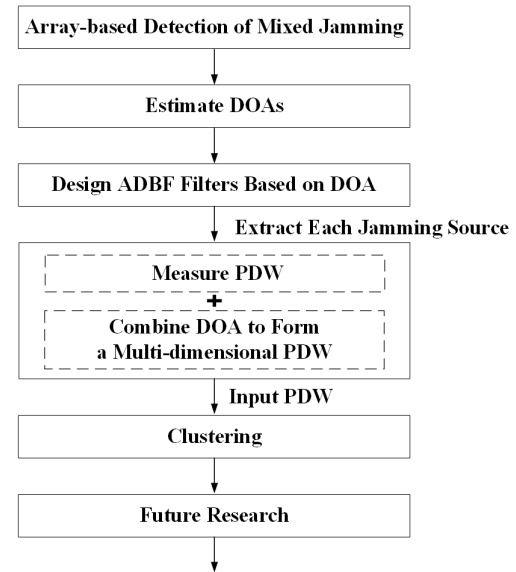 Array-based Detection of Mixed Jamming
Estimate DOAs
Design ADBF Filters Based on DOA
Extract Each Jamming Source
Measure PDW
+
Combine DOA to Form
a Multi-dimensional PDW
Input PDW
Clustering
Future Research